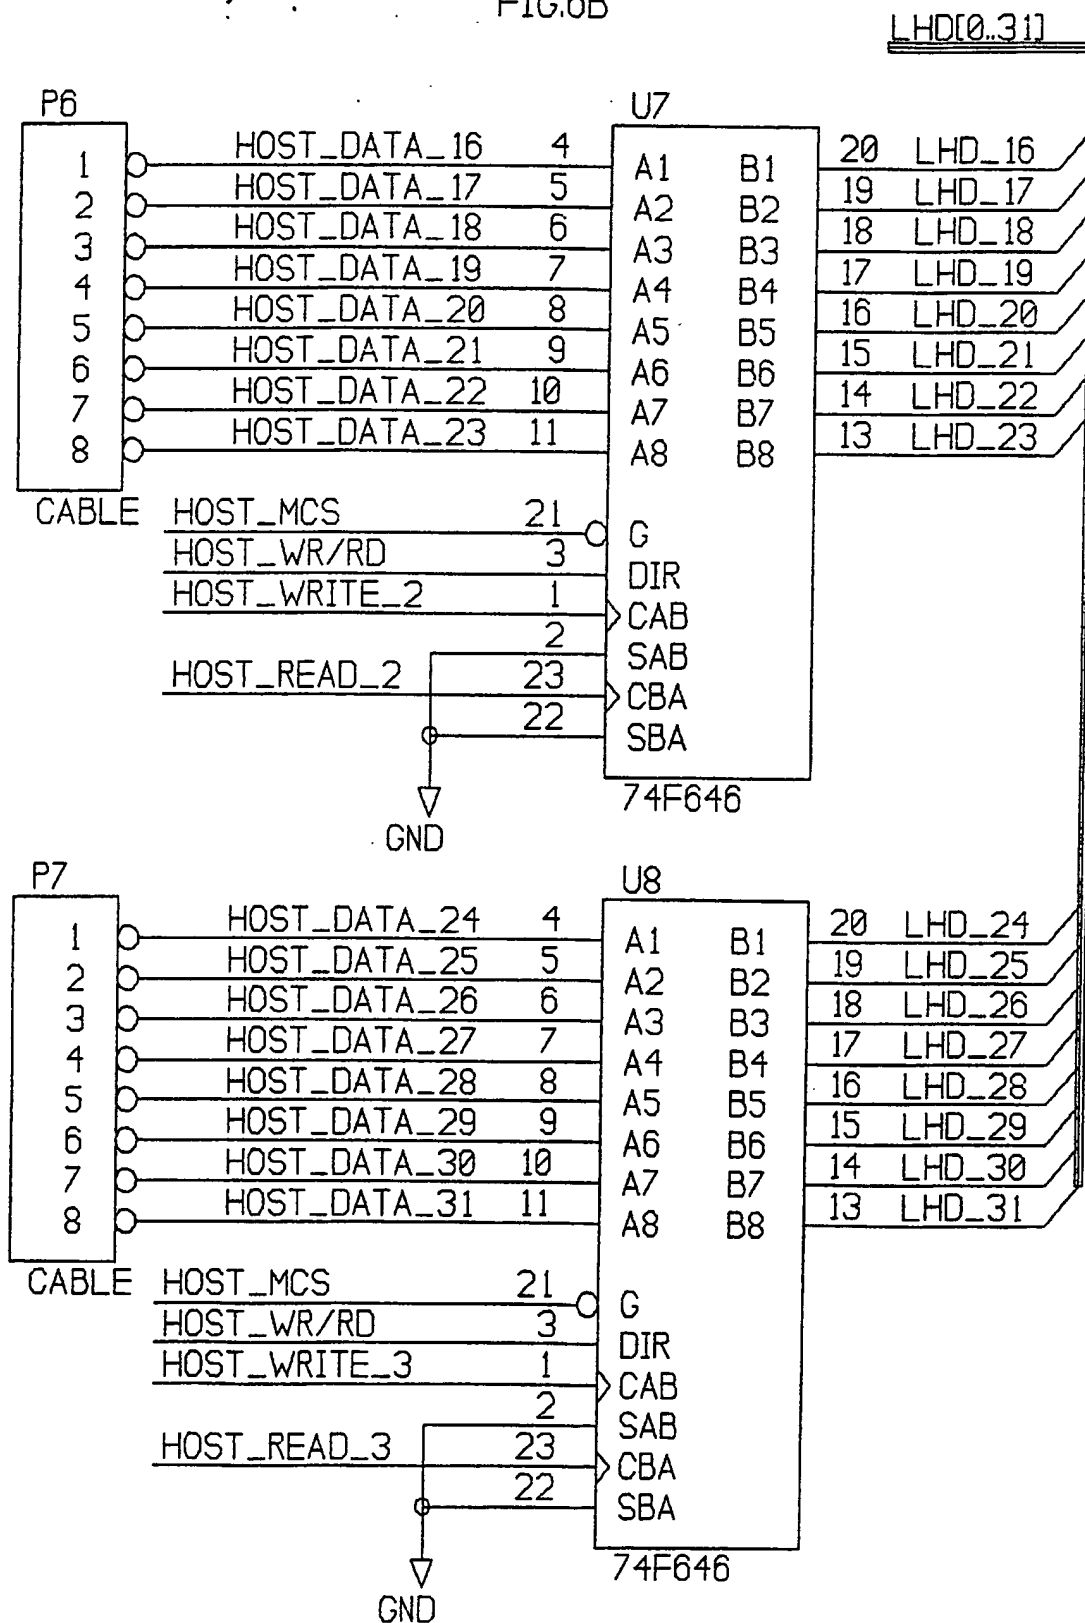 FIG.6B
LHD[0..31]
P6
U7
1 HOST_DATA_16 4 A1 B1 20 LHD_16
2 HOST_DATA_17 5 A2 B2 19 LHD_17
3 HOST_DATA_18 6 A3 B3 18 LHD_18
4 HOST_DATA_19 7 A4 B4 17 LHD_19
5 HOST_DATA_20 8 A5 B5 16 LHD_20
6 HOST_DATA_21 9 A6 B6 15 LHD_21
7 HOST_DATA_22 10 A7 B7 14 LHD_22
8 HOST_DATA_23 11 A8 B8 13 LHD_23
CABLE
HOST_MCS 21 G
HOST_WR/RD 3 DIR
HOST_WRITE_2 1 CAB
2 SAB
HOST_READ_2 23 CBA
22 SBA
74F646
GND
P7
U8
1 HOST_DATA_24 4 A1 B1 20 LHD_24
2 HOST_DATA_25 5 A2 B2 19 LHD_25
3 HOST_DATA_26 6 A3 B3 18 LHD_26
4 HOST_DATA_27 7 A4 B4 17 LHD_27
5 HOST_DATA_28 8 A5 B5 16 LHD_28
6 HOST_DATA_29 9 A6 B6 15 LHD_29
7 HOST_DATA_30 10 A7 B7 14 LHD_30
8 HOST_DATA_31 11 A8 B8 13 LHD_31
CABLE
HOST_MCS 21 G
HOST_WR/RD 3 DIR
HOST_WRITE_3 1 CAB
2 SAB
HOST_READ_3 23 CBA
22 SBA
74F646
GND